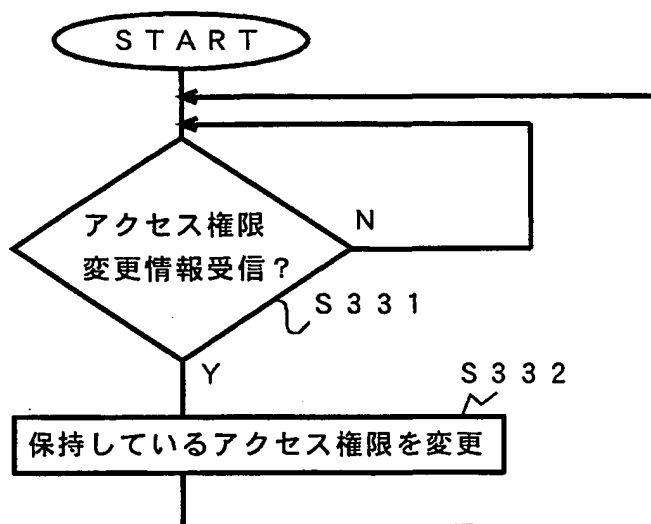 START
アクセス権限
変更情報受信?
N
S331
Y
S332
保持しているアクセス権限を変更